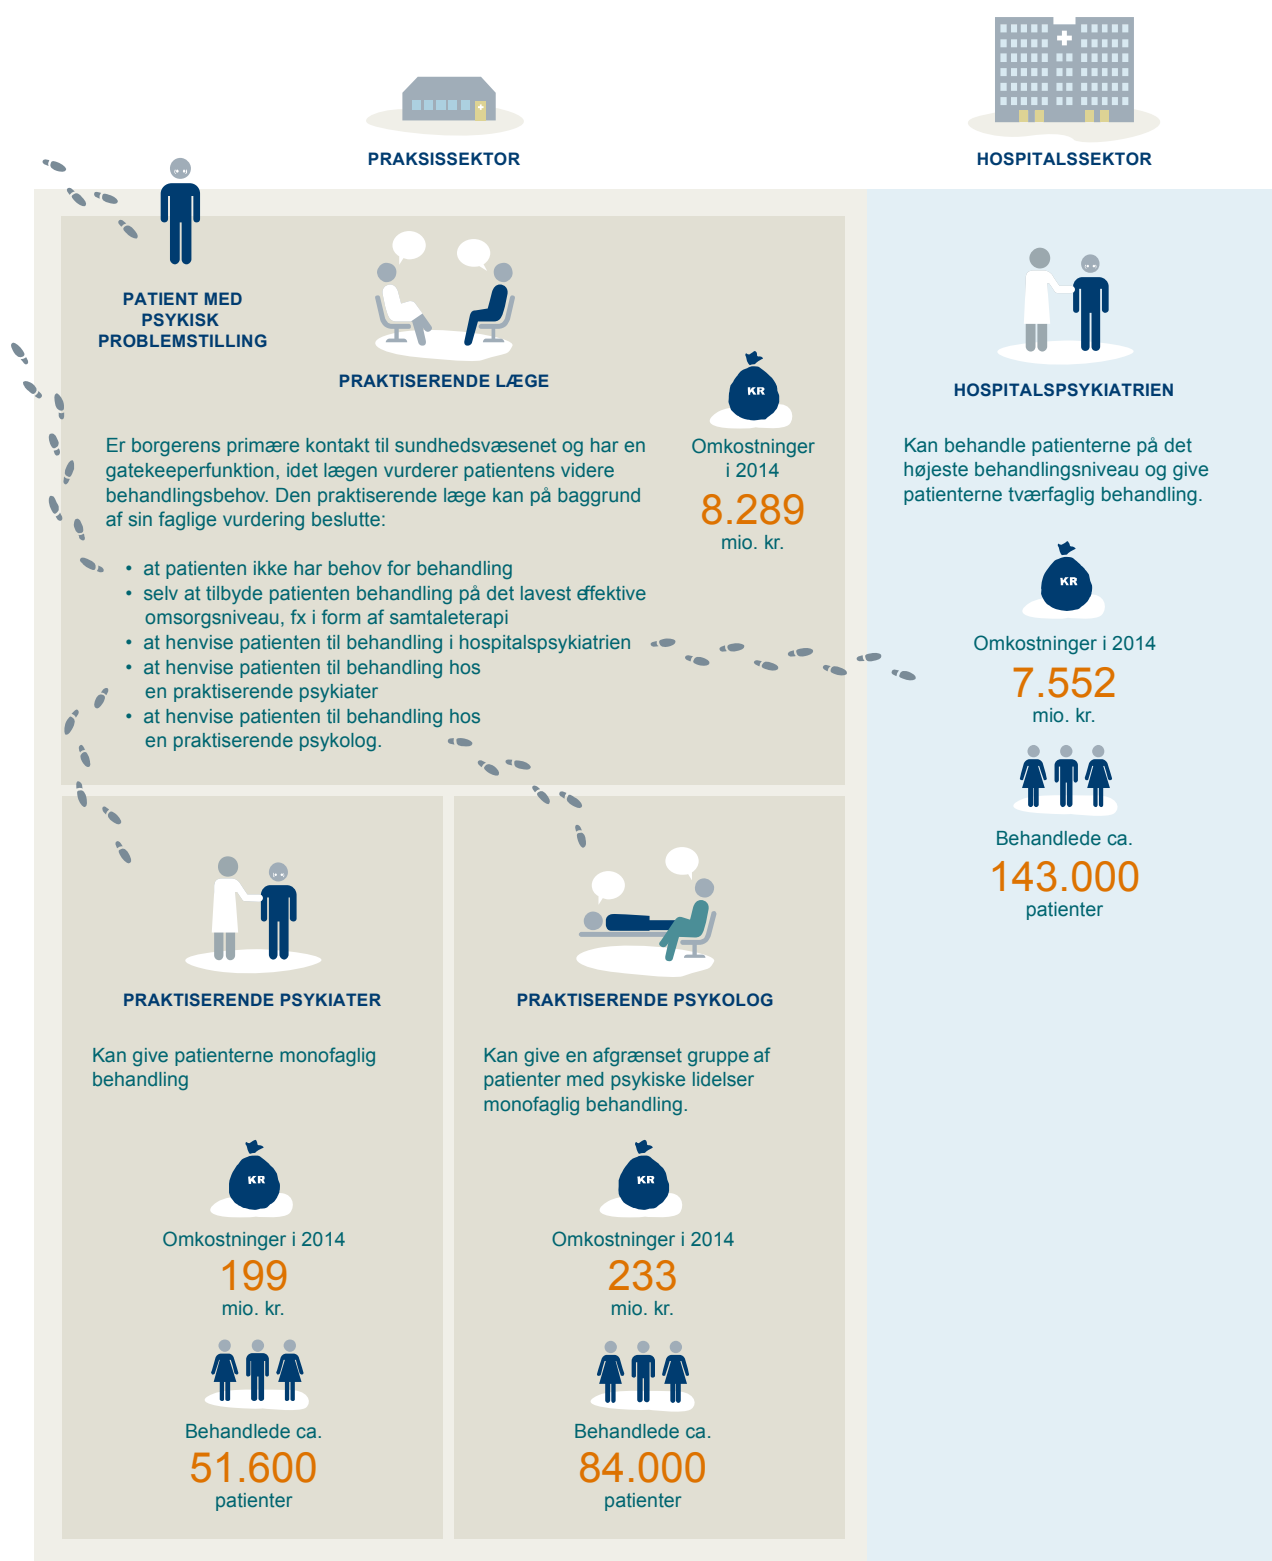 PRAKSISSEKTOR
HOSPITALSSEKTOR
PATIENT MED
PSYKISK
PROBLEMSTILLING
PRAKTISERENDE LÆGE
Er borgerens primære kontakt til sundhedsvæsenet og har en
gatekeeperfunktion, idet lægen vurderer patientens videre
behandlingsbehov. Den praktiserende læge kan på baggrund
af sin faglige vurdering beslutte:
• at patienten ikke har behov for behandling
• selv at tilbyde patienten behandling på det lavest effektive
omsorgsniveau, fx i form af samtaleterapi
• at henvise patienten til behandling i hospitalspsykiatrien
• at henvise patienten til behandling hos
en praktiserende psykiater
• at henvise patienten til behandling hos
en praktiserende psykolog.
KR
Omkostninger
i 2014
8.289
mio. kr.
HOSPITALSPSYKIATRIEN
Kan behandle patienterne på det
højeste behandlingsniveau og give
patienterne tværfaglig behandling.
KR
Omkostninger i 2014
7.552
mio. kr.
Behandlede ca.
143.000
patienter
PRAKTISERENDE PSYKIATER
Kan give patienterne monofaglig
behandling
KR
Omkostninger i 2014
199
mio. kr.
Behandlede ca.
51.600
patienter
PRAKTISERENDE PSYKOLOG
Kan give en afgrænset gruppe af
patienter med psykiske lidelser
monofaglig behandling.
KR
Omkostninger i 2014
233
mio. kr.
Behandlede ca.
84.000
patienter